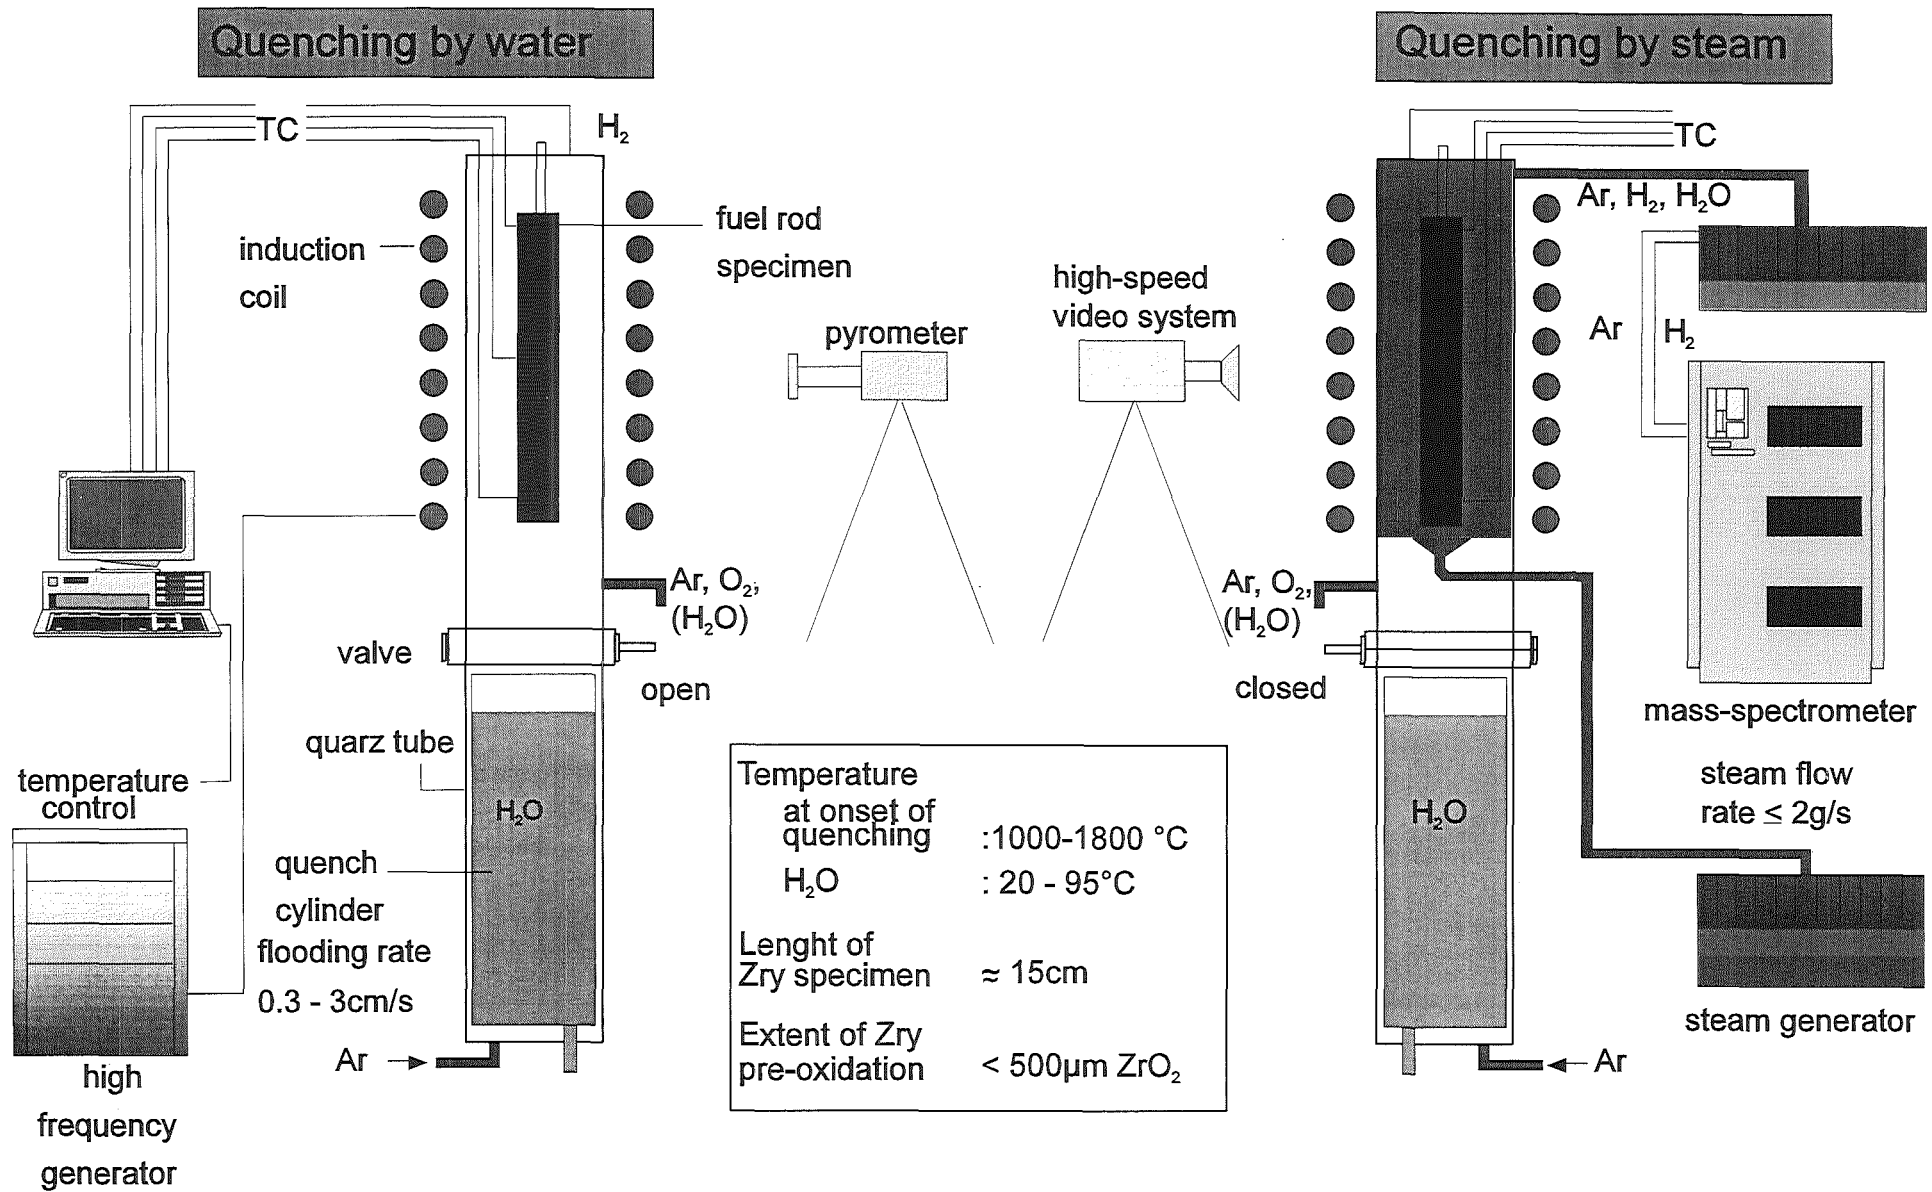 Quenching by water
TC
H₂
induction
coil
fuel rod
specimen
pyrometer
Ar, O₂,
(H₂O)
valve
open
quarz tube
temperature
control
H₂O
quench
cylinder
flooding rate
0.3 - 3cm/s
Ar
high
frequency
generator
high-speed
video system
Temperature
at onset of
quenching :1000-1800 °C
H₂O : 20 - 95°C
Lenght of
Zry specimen ≈ 15cm
Extent of Zry
pre-oxidation < 500µm ZrO₂
Quenching by steam
TC
Ar, H₂, H₂O
Ar
H₂
Ar, O₂,
(H₂O)
closed
mass-spectrometer
steam flow
rate ≤ 2g/s
H₂O
steam generator
Ar